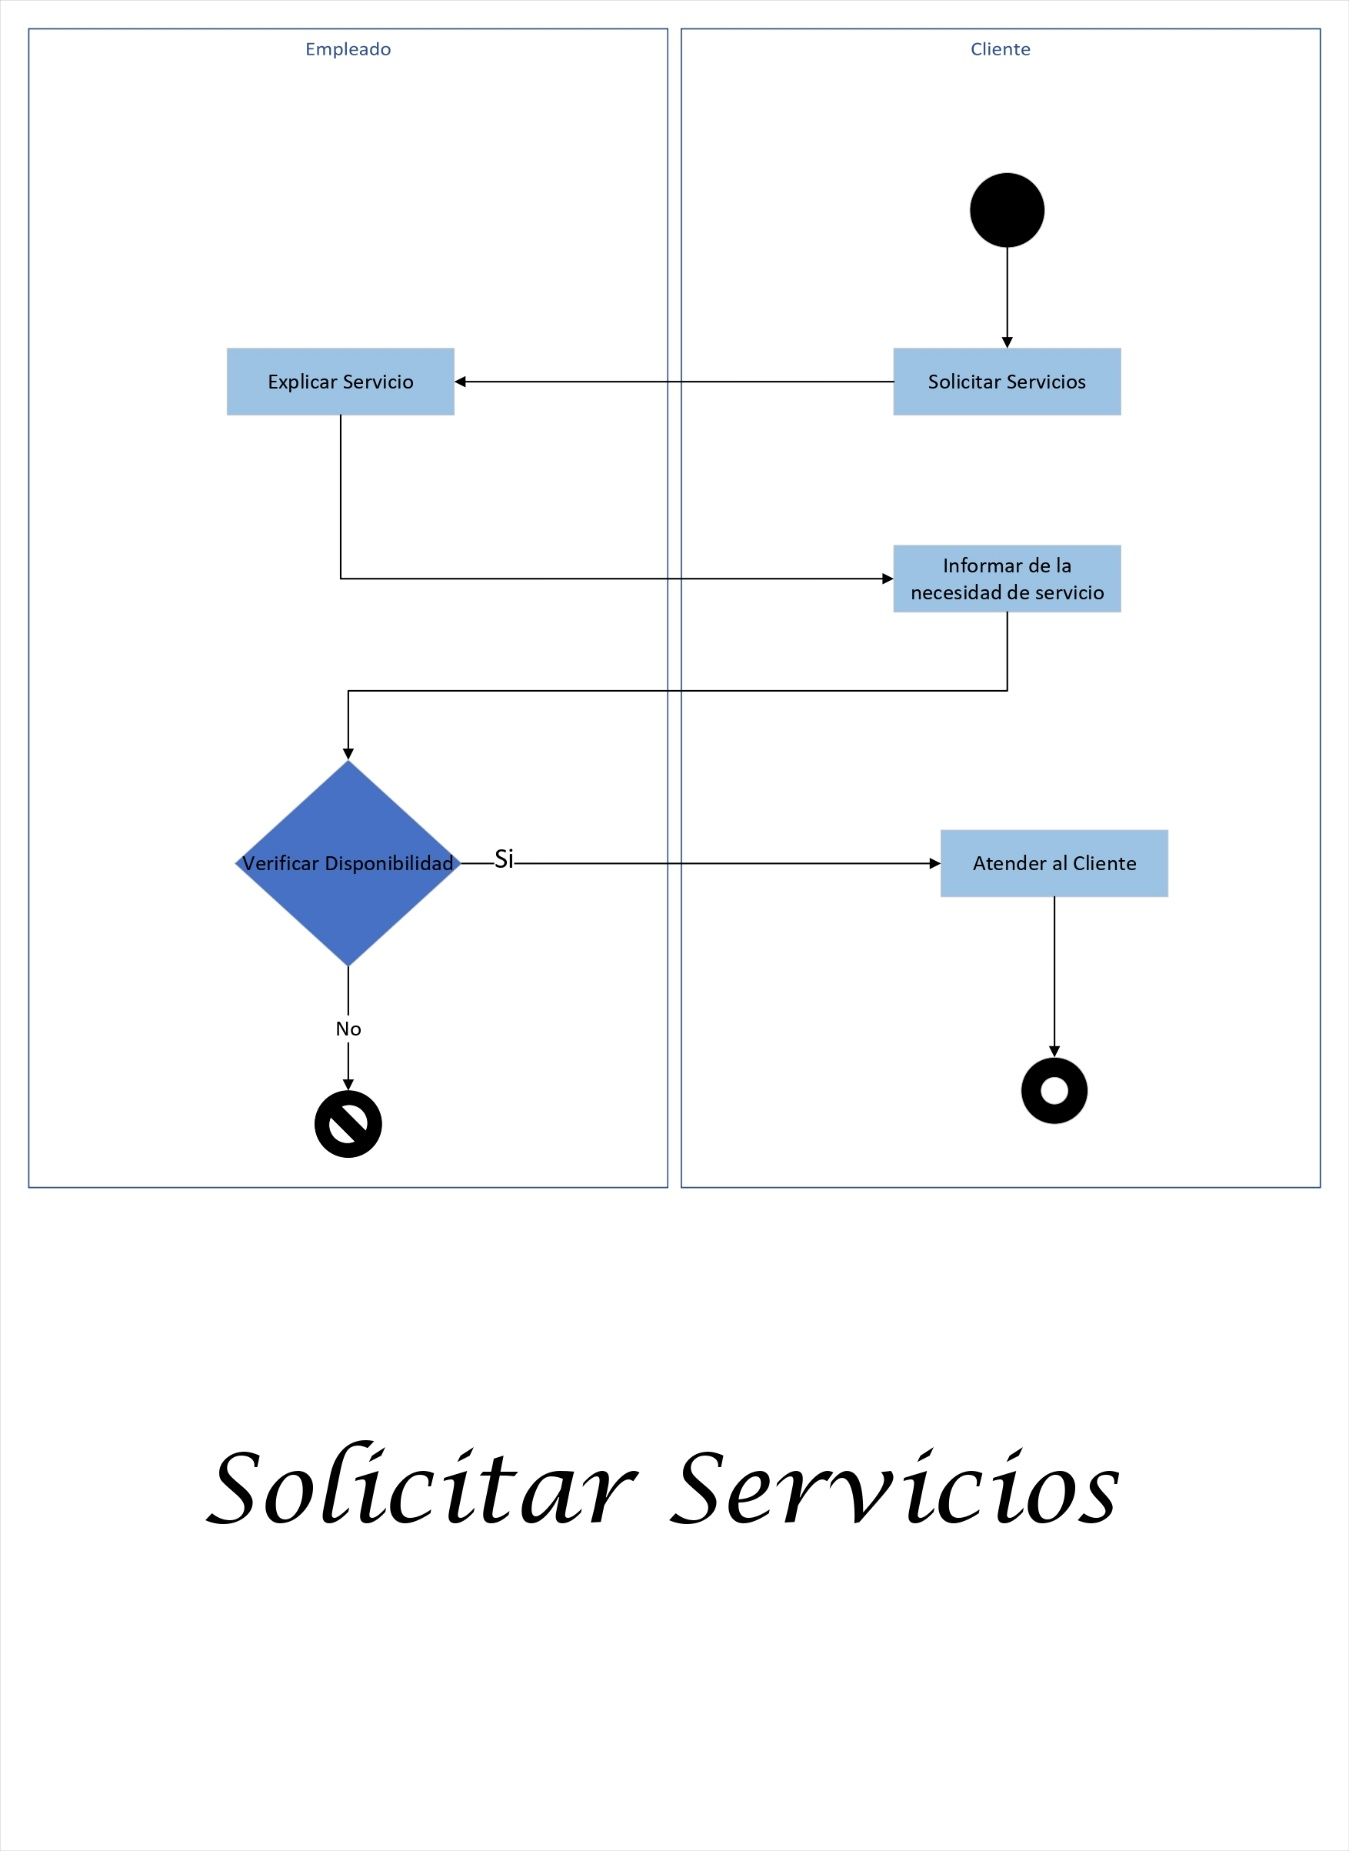 Empleado
Cliente
Explicar Servicio
Solicitar Servicios
Informar de la
necesidad de servicio
Verificar Disponibilidad
Si
Atender al Cliente
No
Solicitar Servicios